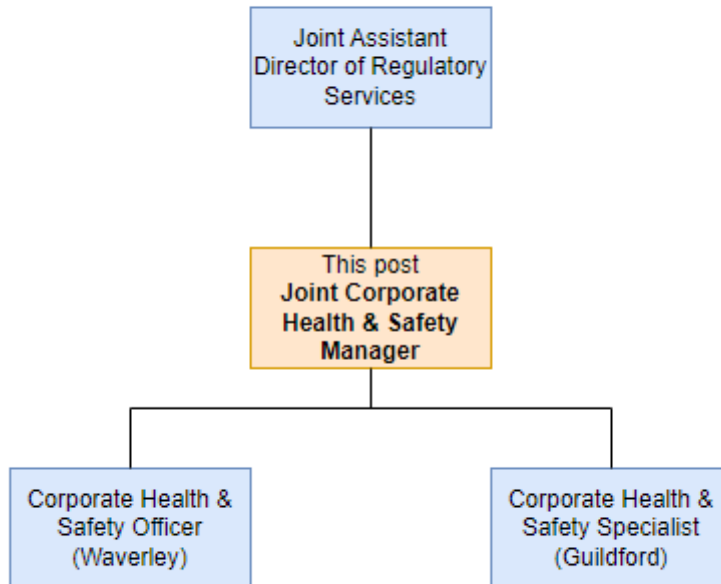 Joint Assistant
Director of Regulatory
Services
This post
Joint Corporate
Health & Safety
Manager
Corporate Health &
Safety Officer
(Waverley)
Corporate Health &
Safety Specialist
(Guildford)